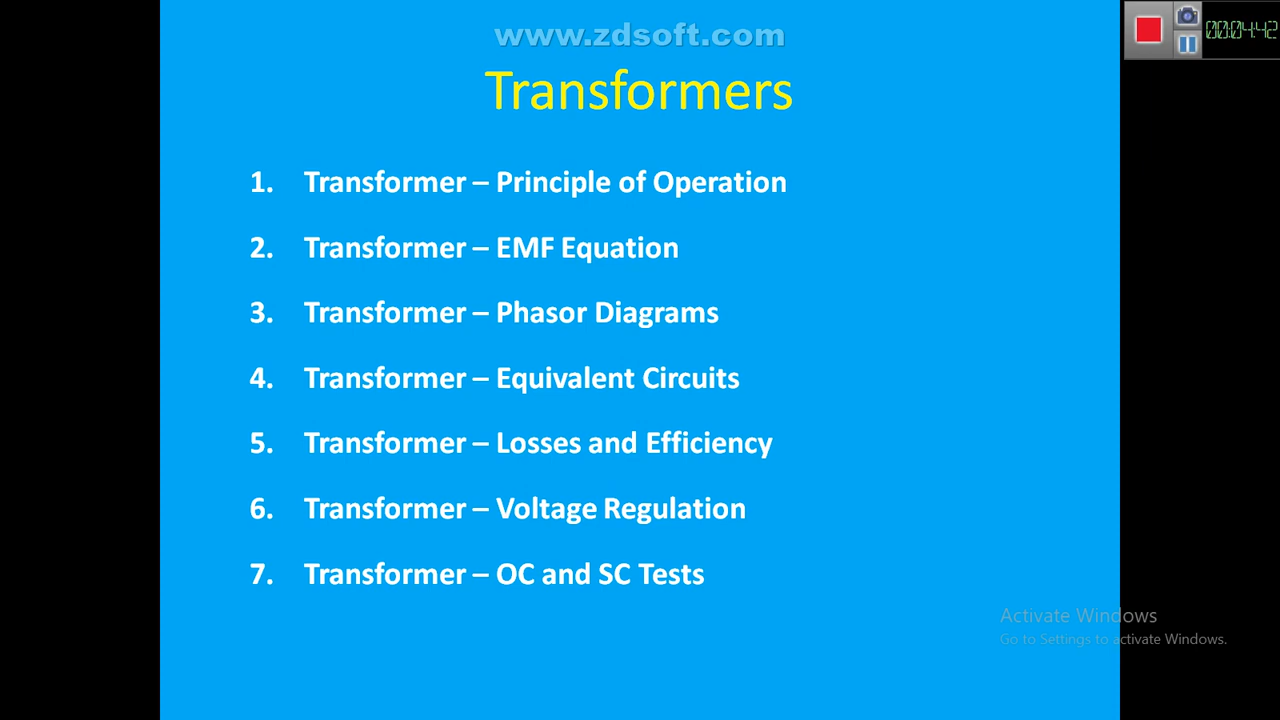 www.zdsoft.com
00:04:42
Transformers
1. Transformer – Principle of Operation
2. Transformer – EMF Equation
3. Transformer – Phasor Diagrams
4. Transformer – Equivalent Circuits
5. Transformer – Losses and Efficiency
6. Transformer – Voltage Regulation
7. Transformer – OC and SC Tests
Activate Windows
Go to Settings to activate Windows.